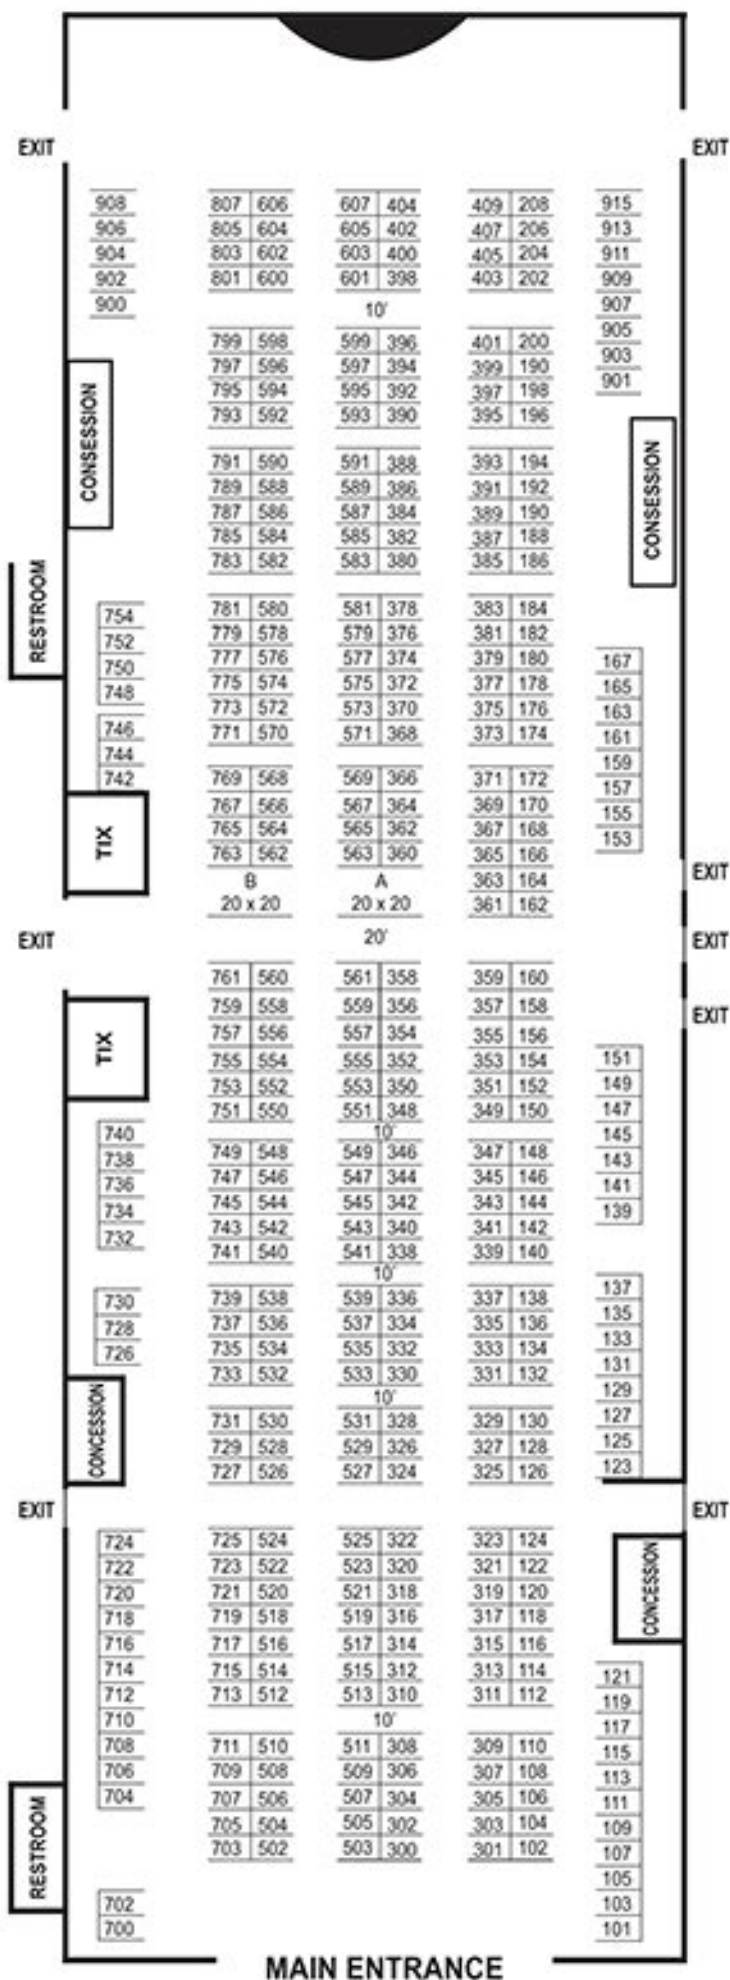 EXIT EXIT
908 807 606 607 404 409 208 915
906 805 604 605 402 407 206 913
904 803 602 603 400 405 204 911
902 801 600 601 398 403 202 909
900 10' 907
905
799 598 599 396 401 200 903
797 596 597 394 399 190 901
795 594 595 392 397 198
793 592 593 390 395 196
CONSESSION
CONSESSION
791 590 591 388 393 194
789 588 589 386 391 192
787 586 587 384 389 190
785 584 585 382 387 188
783 582 583 380 385 186
RESTROOM
754 781 580 581 378 383 184
752 779 578 579 376 381 182
750 777 576 577 374 379 180 167
748 775 574 575 372 377 178 165
773 572 573 370 375 176 163
746 771 570 571 368 373 174 161
744 159
742 769 568 569 366 371 172 157
767 566 567 364 369 170 155
TIX 765 564 565 362 367 168 153
763 562 563 360 365 166
B A 363 164 EXIT
20 x 20 20 x 20 361 162
EXIT 20' EXIT
761 560 561 358 359 160
759 558 559 356 357 158 EXIT
TIX 757 556 557 354 355 156
755 554 555 352 353 154 151
753 552 553 350 351 152 149
751 550 551 348 349 150 147
740 10' 145
738 749 548 549 346 347 148 143
736 747 546 547 344 345 146 141
734 745 544 545 342 343 144 139
732 743 542 543 340 341 142
741 540 541 338 339 140
10' 137
730 739 538 539 336 337 138 135
728 737 536 537 334 335 136 133
726 735 534 535 332 333 134 131
733 532 533 330 331 132 129
10' 127
CONCESSION 731 530 531 328 329 130 125
729 528 529 326 327 128 123
727 526 527 324 325 126
EXIT EXIT
724 725 524 525 322 323 124
722 723 522 523 320 321 122
720 721 520 521 318 319 120 CONCESSION
718 719 518 519 316 317 118
716 717 516 517 314 315 116
714 715 514 515 312 313 114 121
712 713 512 513 310 311 112 119
710 10' 117
708 711 510 511 308 309 110 115
706 709 508 509 306 307 108 113
704 707 506 507 304 305 106 111
705 504 505 302 303 104 109
RESTROOM 703 502 503 300 301 102 107
105
702 103
700 101
MAIN ENTRANCE